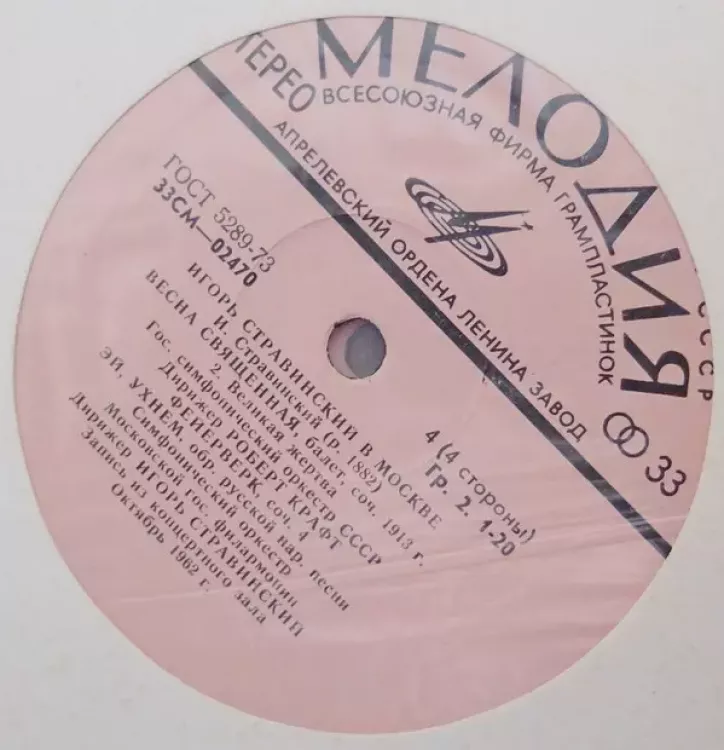 МЕЛОДИЯ
СССР
СТЕРЕО
ВСЕСОЮЗНАЯ ФИРМА ГРАМПЛАСТИНОК
33
АПРЕЛЕВСКИЙ ОРДЕНА ЛЕНИНА ЗАВОД
ГОСТ 5289-73
33СМ—02470
4 (4 стороны)
Гр. 2. 1-20
ИГОРЬ СТРАВИНСКИЙ В МОСКВЕ
И. Стравинский (р. 1882)
ВЕСНА СВЯЩЕННАЯ, балет, соч. 1913 г.
2. Великая жертва
Гос. симфонический оркестр СССР
Дирижер РОБЕРТ КРАФТ
ФЕЙЕРВЕРК, соч. 4
ЭЙ, УХНЕМ, обр. русской нар. песни
Симфонический оркестр
Московской гос. филармонии
Дирижер ИГОРЬ СТРАВИНСКИЙ
Запись из концертного зала
Октябрь 1962 г.